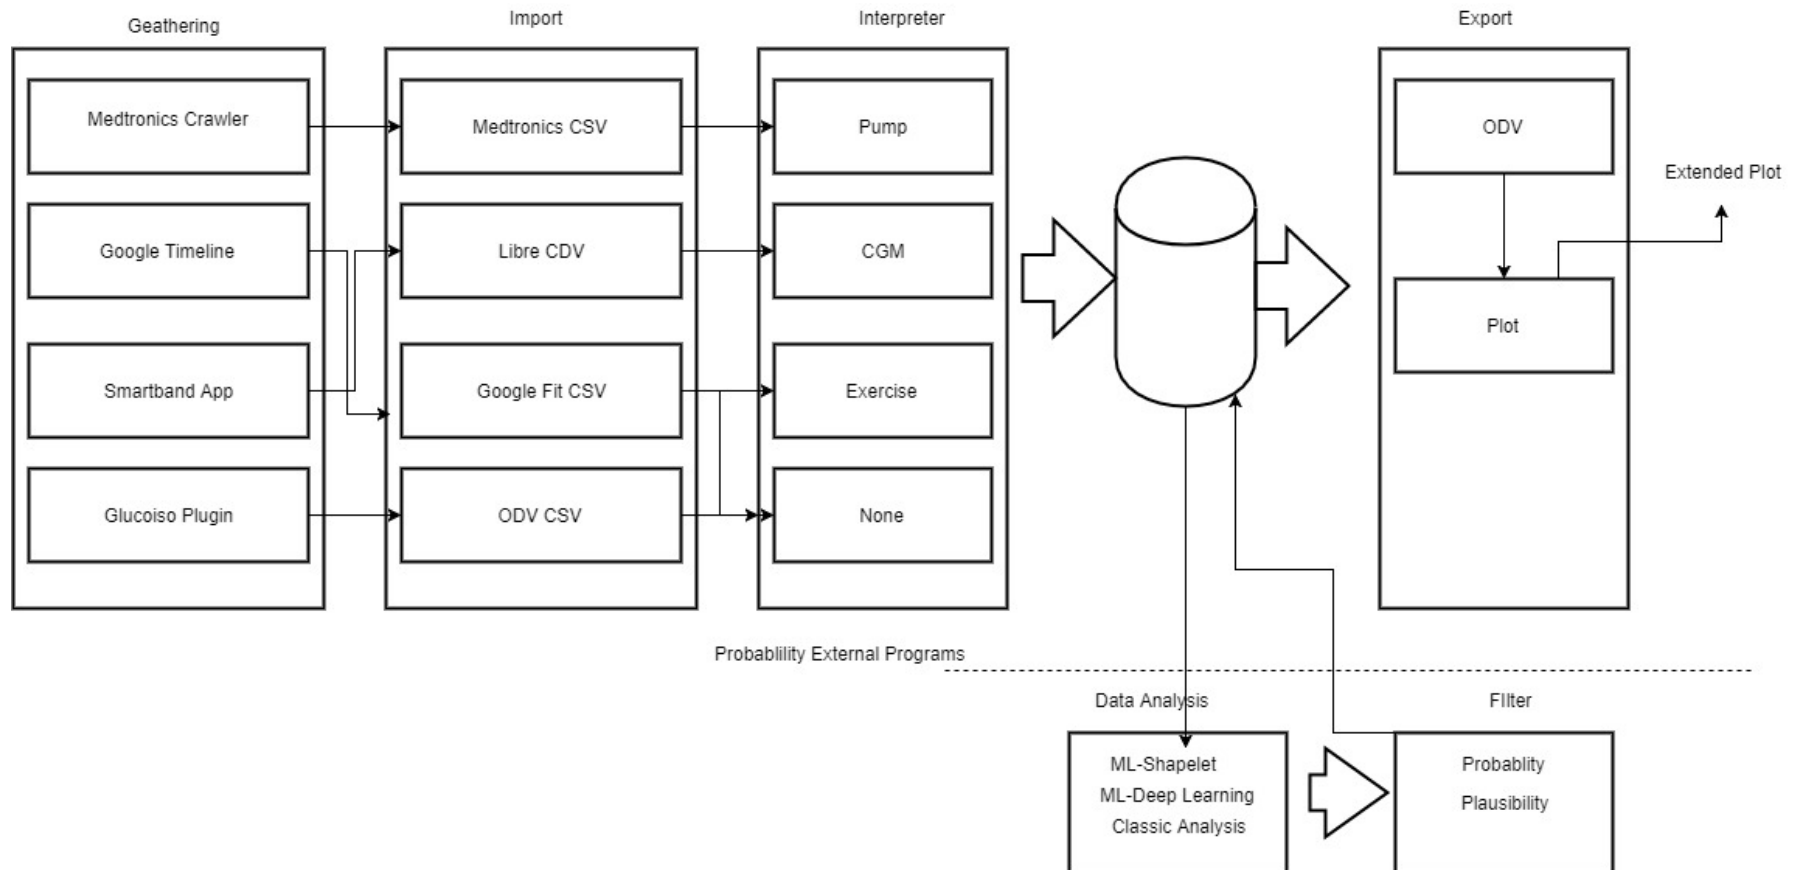 Geathering
Import
Interpreter
Export
Medtronics Crawler
Medtronics CSV
Pump
ODV
Extended Plot
Google Timeline
Libre CDV
CGM
Plot
Smartband App
Google Fit CSV
Exercise
Glucoiso Plugin
ODV CSV
None
Probablility External Programs
Data Analysis
FIlter
ML-Shapelet
ML-Deep Learning
Classic Analysis
Probablity
Plausibility